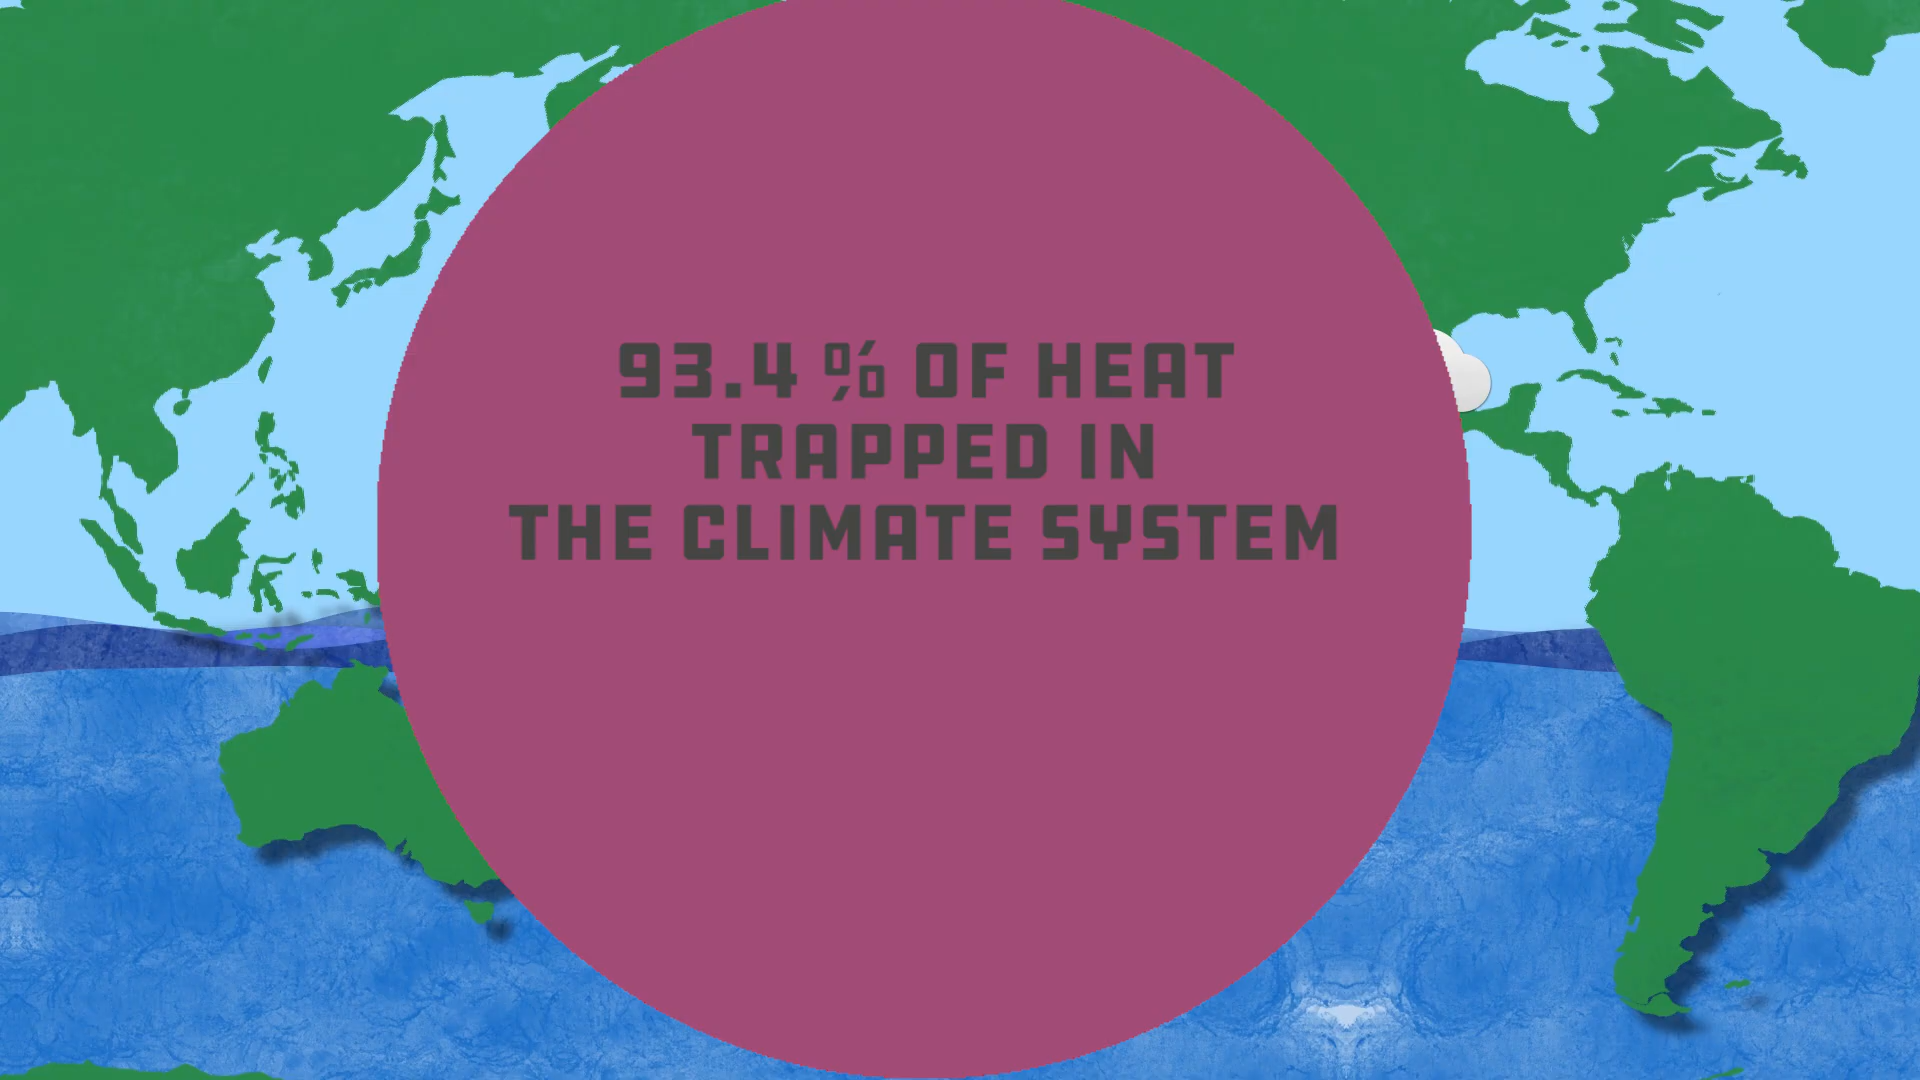 93.4 % OF HEAT
TRAPPED IN
THE CLIMATE SYSTEM